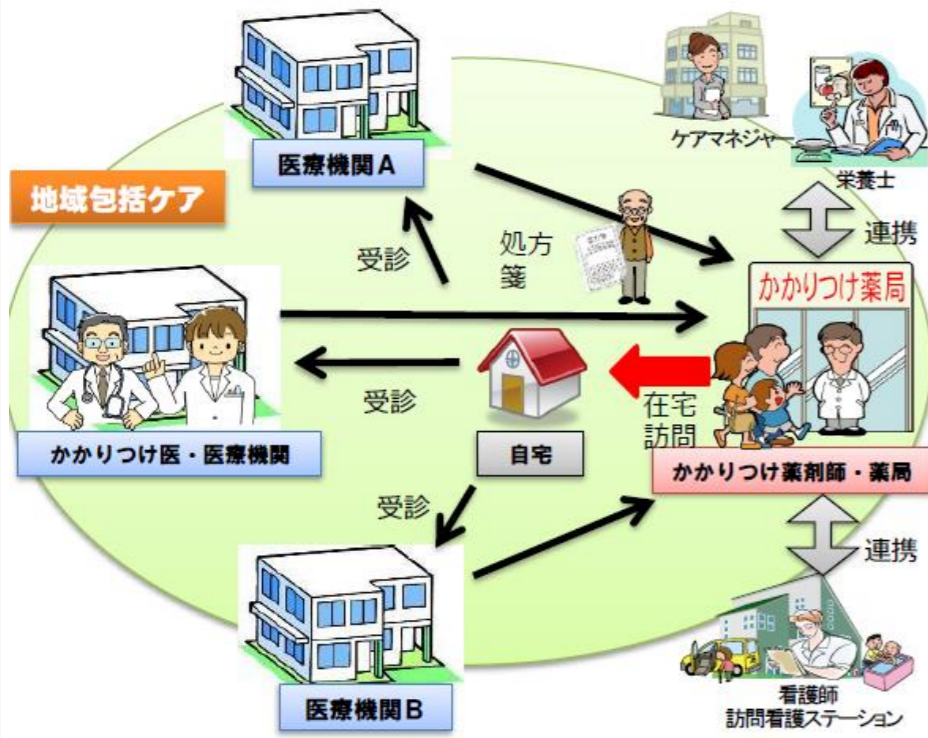 ケアマネジャー
栄養士
医療機関A
地域包括ケア
受診
処方
箋
連携
かかりつけ薬局
受診
在宅
訪問
かかりつけ医・医療機関
自宅
かかりつけ薬剤師・薬局
受診
連携
医療機関B
看護師
訪問看護ステーション